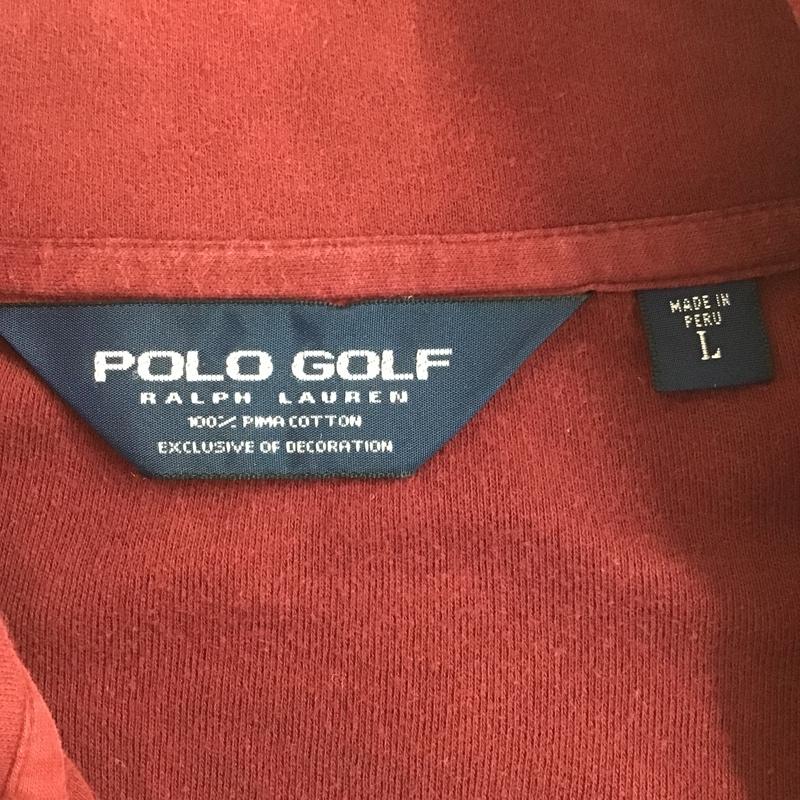 POLO GOLF
RALPH LAUREN
100% PIMA COTTON
EXCLUSIVE OF DECORATION
MADE IN
PERU
L